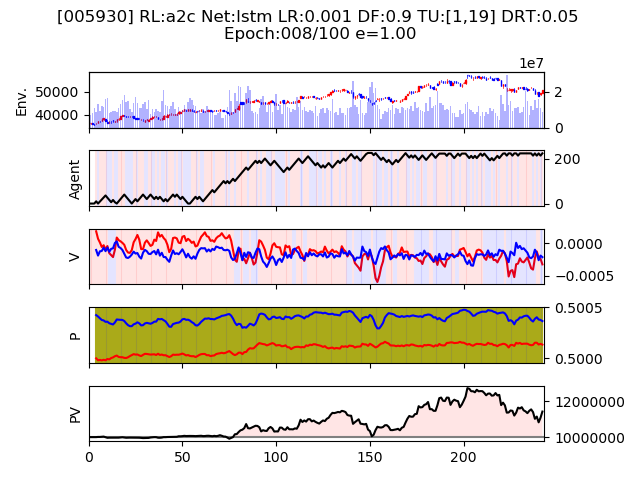 [005930] RL:a2c Net:lstm LR:0.001 DF:0.9 TU:[1,19] DRT:0.05
Epoch:008/100 e=1.00
1e7
Env.
50000
40000
2
0
Agent
200
0
V
0.0000
−0.0005
P
0.5005
0.5000
PV
12000000
10000000
0
50
100
150
200